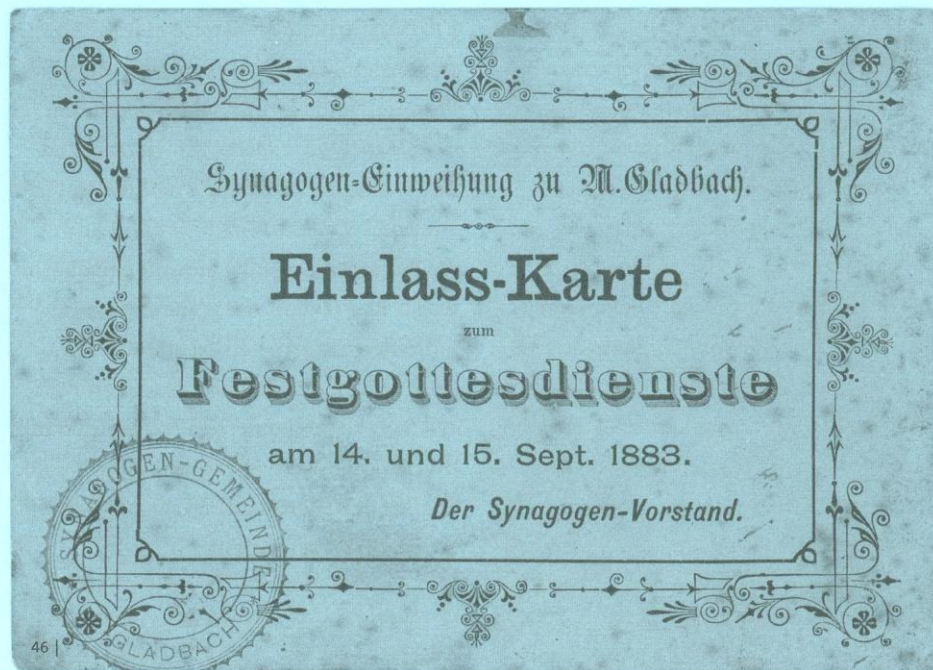 Synagogen-Einweihung zu M. Gladbach.
Einlass-Karte
zum
Festgottesdienste
am 14. und 15. Sept. 1883.
Der Synagogen-Vorstand.
SYNAGOGEN-GEMEINDE
GLADBACH
46 |